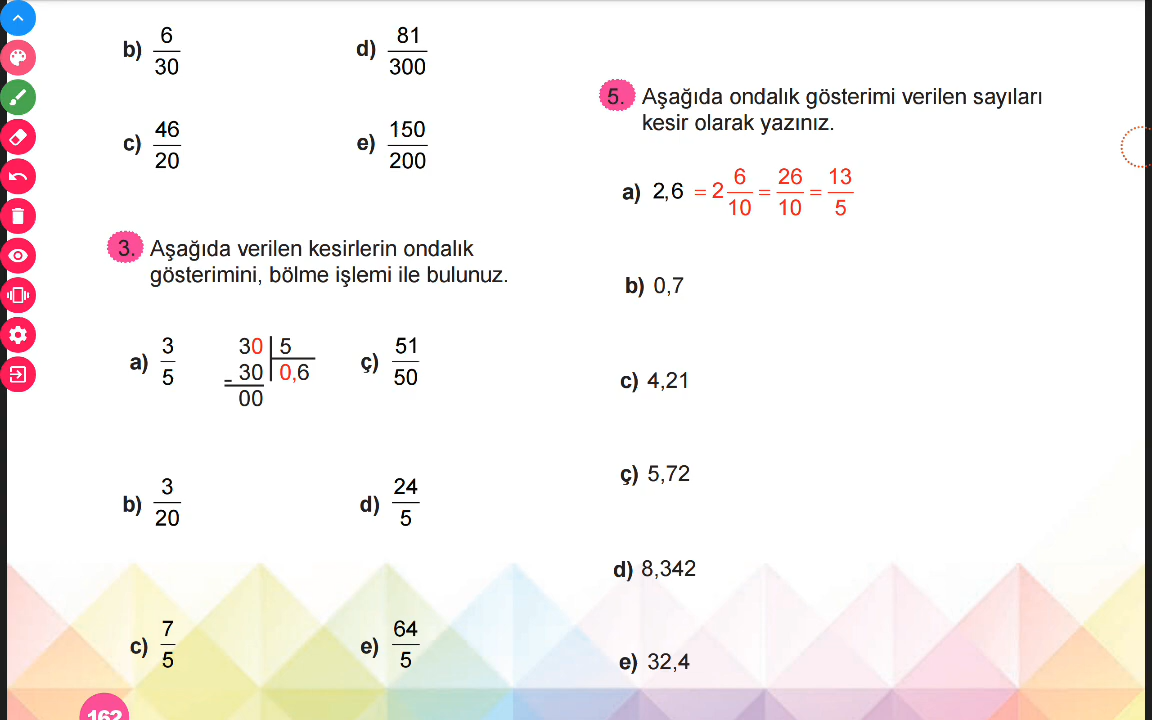 b) 6/30
d) 81/300
c) 46/20
e) 150/200
3. Aşağıda verilen kesirlerin ondalık
gösterimini, bölme işlemi ile bulunuz.
a) 3/5
30 | 5
- 30 | 0,6
00
ç) 51/50
b) 3/20
d) 24/5
c) 7/5
e) 64/5
162
5. Aşağıda ondalık gösterimi verilen sayıları
kesir olarak yazınız.
a) 2,6 = 2 6/10 = 26/10 = 13/5
b) 0,7
c) 4,21
ç) 5,72
d) 8,342
e) 32,4